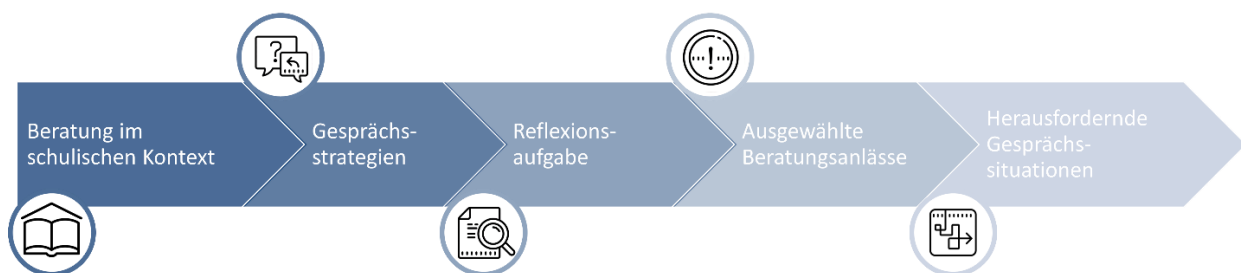 Beratung im
schulischen Kontext
Gesprächs-
strategien
Reflexions-
aufgabe
Ausgewählte
Beratungsanlässe
Herausfordernde
Gesprächs-
situationen